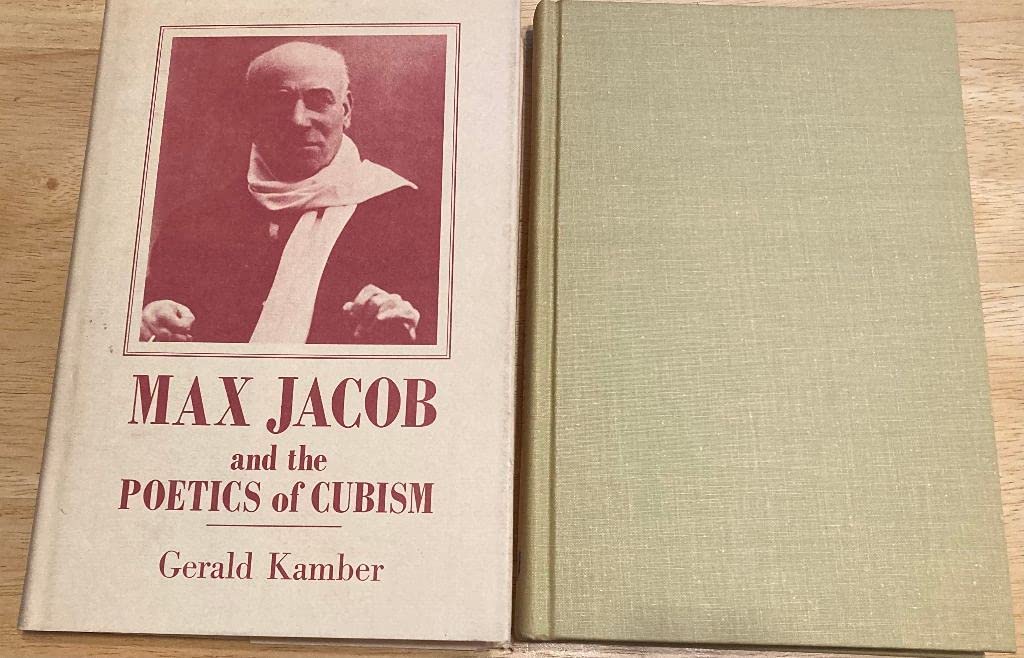 MAX JACOB
and the
POETICS of CUBISM
Gerald Kamber